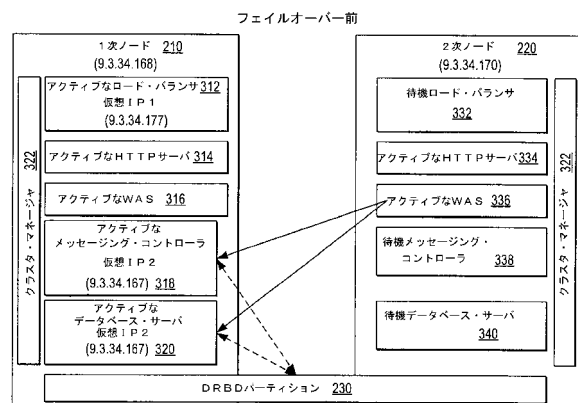 フェイルオーバー前
1次ノード 210
(9.3.34.168)
クラスタ・マネージャ 322
アクティブなロード・バランサ 312
仮想IP1
(9.3.34.177)
アクティブなHTTPサーバ 314
アクティブなWAS 316
アクティブな
メッセージング・コントローラ
仮想IP2
(9.3.34.167) 318
アクティブな
データベース・サーバ
仮想IP2
(9.3.34.167) 320
2次ノード 220
(9.3.34.170)
待機ロード・バランサ
332
アクティブなHTTPサーバ 334
アクティブなWAS 336
待機メッセージング・
コントローラ 338
待機データベース・サーバ
340
クラスタ・マネージャ 322
DRBDパーティション 230